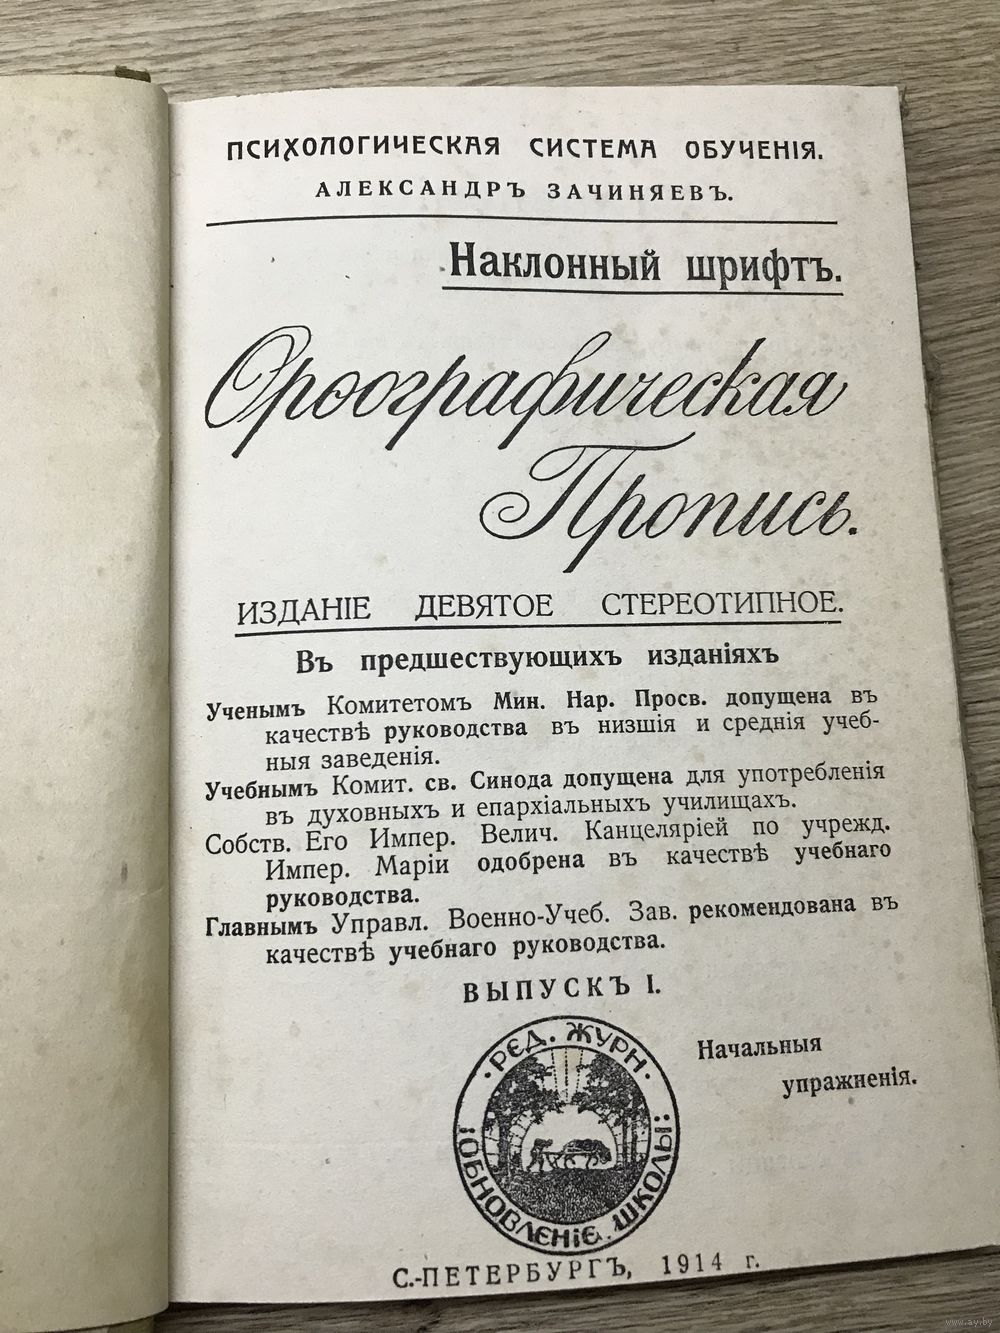 ПСИХОЛОГИЧЕСКАЯ СИСТЕМА ОБУЧЕНІЯ.
АЛЕКСАНДРЪ ЗАЧИНЯЕВЪ.
Наклонный шрифтъ.
Орѳографическая
Пропись.
ИЗДАНІЕ ДЕВЯТОЕ СТЕРЕОТИПНОЕ.
Въ предшествующихъ изданіяхъ
Ученымъ Комитетомъ Мин. Нар. Просв. допущена въ
качествѣ руководства въ низшія и среднія учеб-
ныя заведенія.
Учебнымъ Комит. св. Синода допущена для употребленія
въ духовныхъ и епархіальныхъ училищахъ.
Собств. Его Импер. Велич. Канцеляріей по учрежд.
Импер. Маріи одобрена въ качествѣ учебнаго
руководства.
Главнымъ Управл. Военно-Учеб. Зав. рекомендована въ
качествѣ учебнаго руководства.
ВЫПУСКЪ I.
Начальныя
упражненія.
·РЕД. ЖУРН·
:ОБНОВЛЕНІЕ ШКОЛЫ:
С.-ПЕТЕРБУРГЪ, 1914 г.
www.ay.by